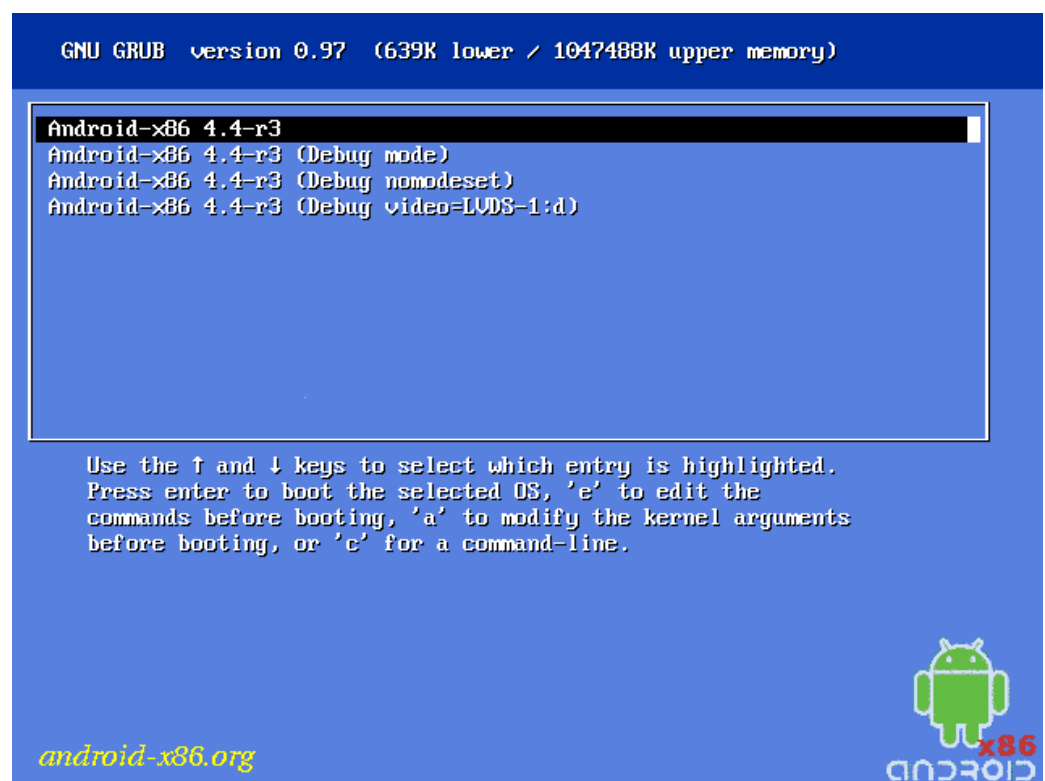 GNU GRUB version 0.97 (639K lower / 1047488K upper memory)
Android-x86 4.4-r3
Android-x86 4.4-r3 (Debug mode)
Android-x86 4.4-r3 (Debug nomodeset)
Android-x86 4.4-r3 (Debug video=LVDS-1:d)
Use the ↑ and ↓ keys to select which entry is highlighted.
Press enter to boot the selected OS, 'e' to edit the
commands before booting, 'a' to modify the kernel arguments
before booting, or 'c' for a command-line.
android-x86.org
x86
ANDROID